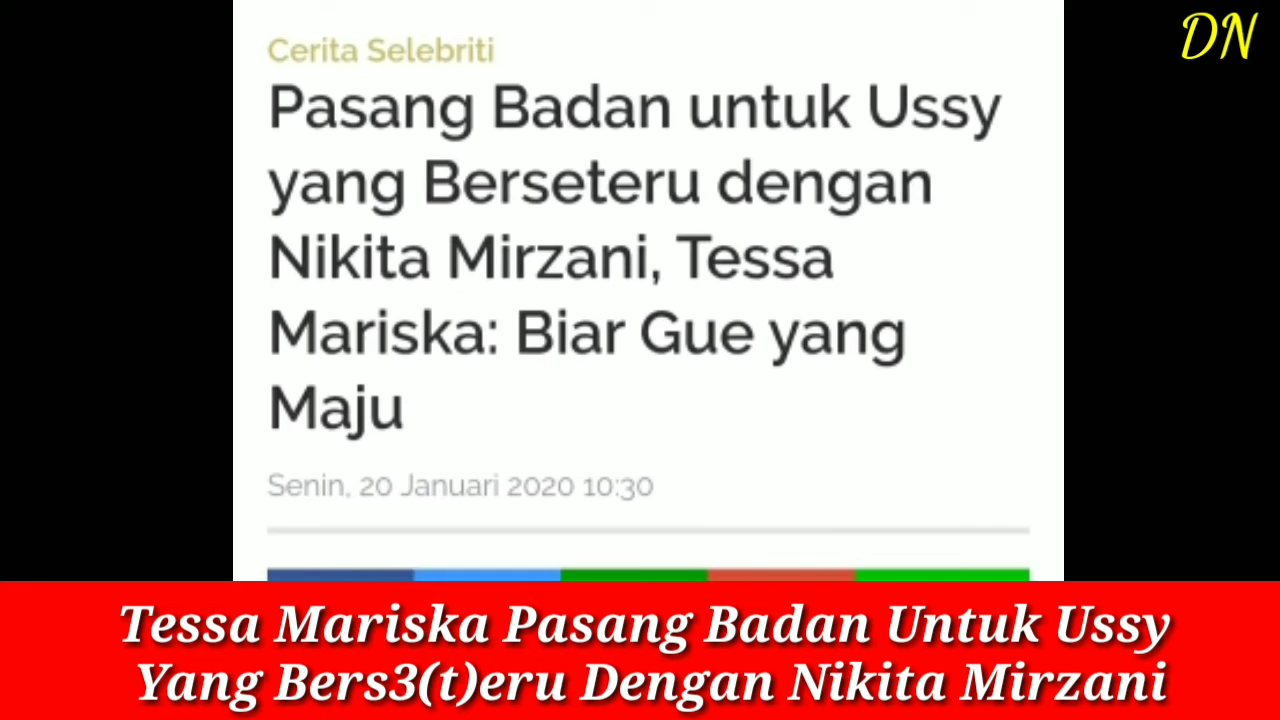 DN
Cerita Selebriti
Pasang Badan untuk Ussy
yang Berseteru dengan
Nikita Mirzani, Tessa
Mariska: Biar Gue yang
Maju
Senin, 20 Januari 2020 10:30
Tessa Mariska Pasang Badan Untuk Ussy
Yang Bers3(t)eru Dengan Nikita Mirzani